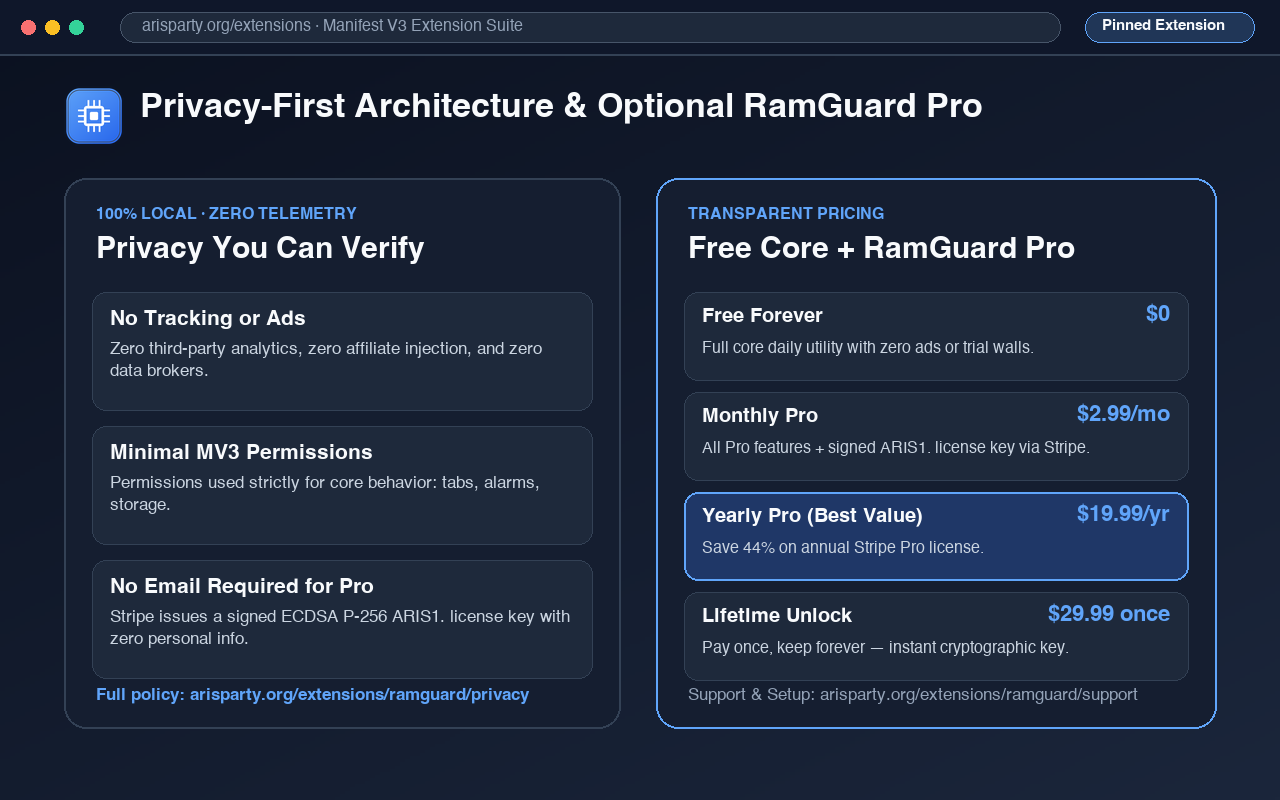 arisparty.org/extensions · Manifest V3 Extension Suite
Pinned Extension
Privacy-First Architecture & Optional RamGuard Pro
100% LOCAL · ZERO TELEMETRY
Privacy You Can Verify
No Tracking or Ads
Zero third-party analytics, zero affiliate injection, and zero
data brokers.
Minimal MV3 Permissions
Permissions used strictly for core behavior: tabs, alarms,
storage.
No Email Required for Pro
Stripe issues a signed ECDSA P-256 ARIS1. license key with
zero personal info.
Full policy: arisparty.org/extensions/ramguard/privacy
TRANSPARENT PRICING
Free Core + RamGuard Pro
Free Forever $0
Full core daily utility with zero ads or trial walls.
Monthly Pro $2.99/mo
All Pro features + signed ARIS1. license key via Stripe.
Yearly Pro (Best Value) $19.99/yr
Save 44% on annual Stripe Pro license.
Lifetime Unlock $29.99 once
Pay once, keep forever — instant cryptographic key.
Support & Setup: arisparty.org/extensions/ramguard/support